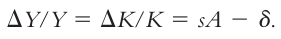 ΔY/Y = ΔK/K = sA − δ.